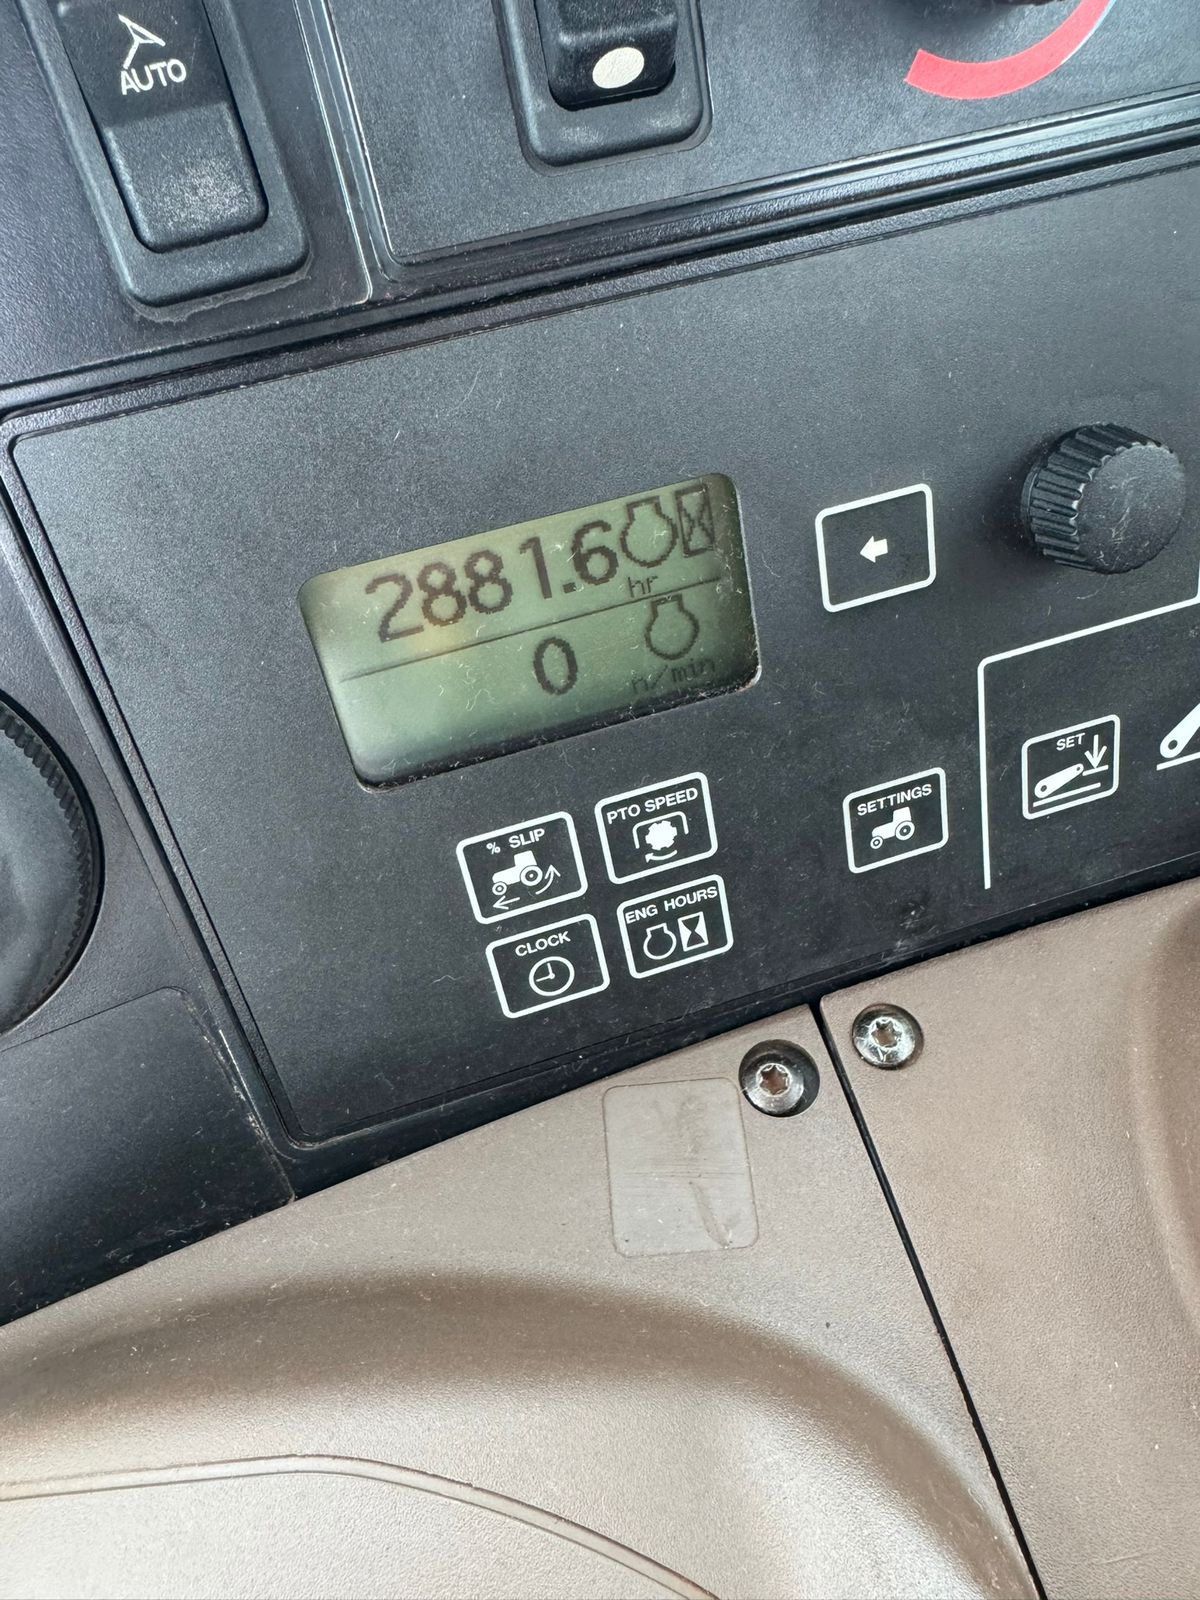 AUTO
2881.6
hr
0
n/min
% SLIP
PTO SPEED
CLOCK
ENG HOURS
SETTINGS
SET